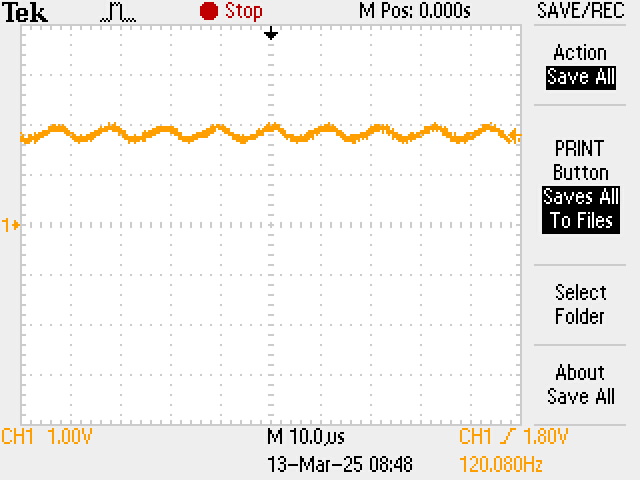 Tek Stop M Pos: 0.000s SAVE/REC
Action
Save All
PRINT
Button
Saves All
To Files
Select
Folder
About
Save All
1
CH1 1.00V M 10.0µs CH1 1.80V
13-Mar-25 08:48 120.080Hz